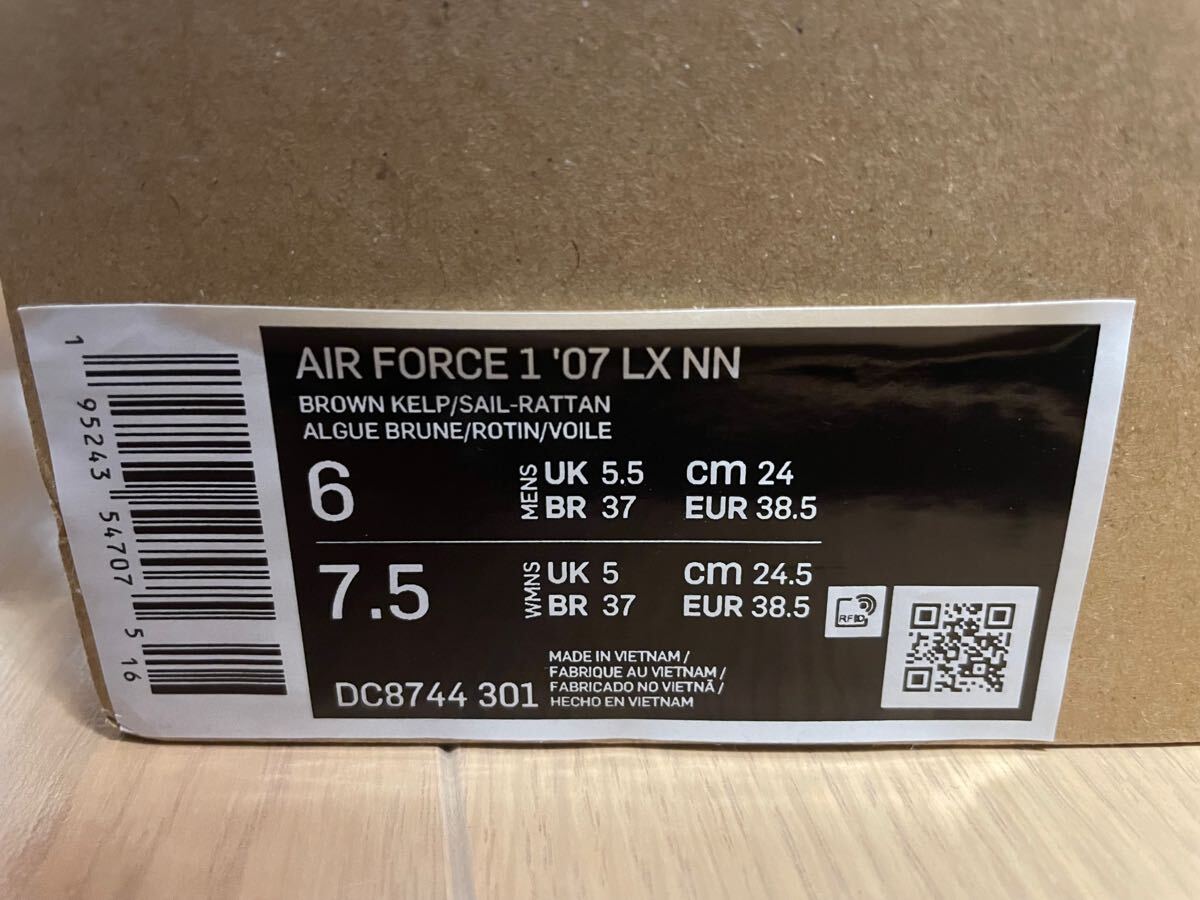 AIR FORCE 1 '07 LX NN
BROWN KELP/SAIL-RATTAN
ALGUE BRUNE/ROTIN/VOILE
6 MENS UK 5.5 cm 24
BR 37 EUR 38.5
7.5 WMNS UK 5 cm 24.5
BR 37 EUR 38.5
RFID
DC8744 301
MADE IN VIETNAM /
FABRIQUE AU VIETNAM /
FABRICADO NO VIETNÃ /
HECHO EN VIETNAM
1 95243 54707 5 16